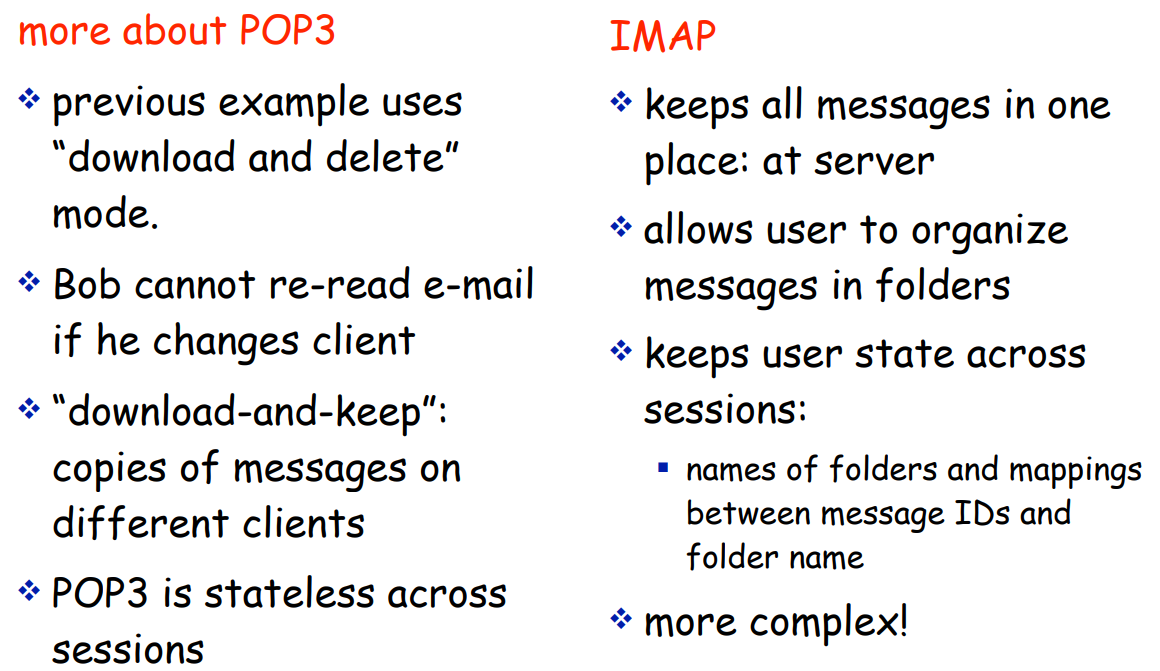 more about POP3
previous example uses
“download and delete”
mode.
Bob cannot re-read e-mail
if he changes client
“download-and-keep”:
copies of messages on
different clients
POP3 is stateless across
sessions
IMAP
keeps all messages in one
place: at server
allows user to organize
messages in folders
keeps user state across
sessions:
names of folders and mappings
between message IDs and
folder name
more complex!